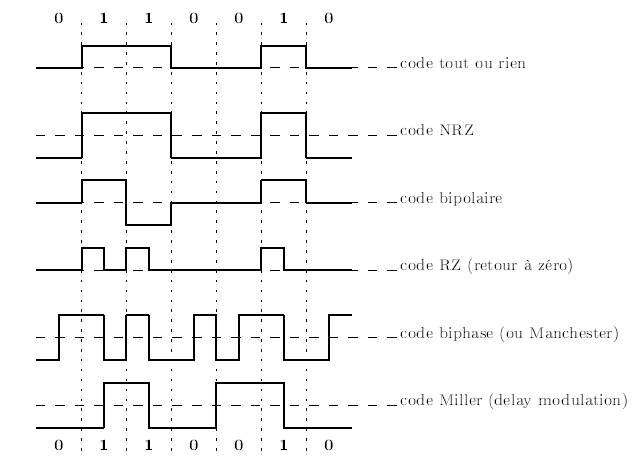 0 1 1 0 0 1 0
code tout ou rien
code NRZ
code bipolaire
code RZ (retour à zéro)
code biphase (ou Manchester)
code Miller (delay modulation)
0 1 1 0 0 1 0